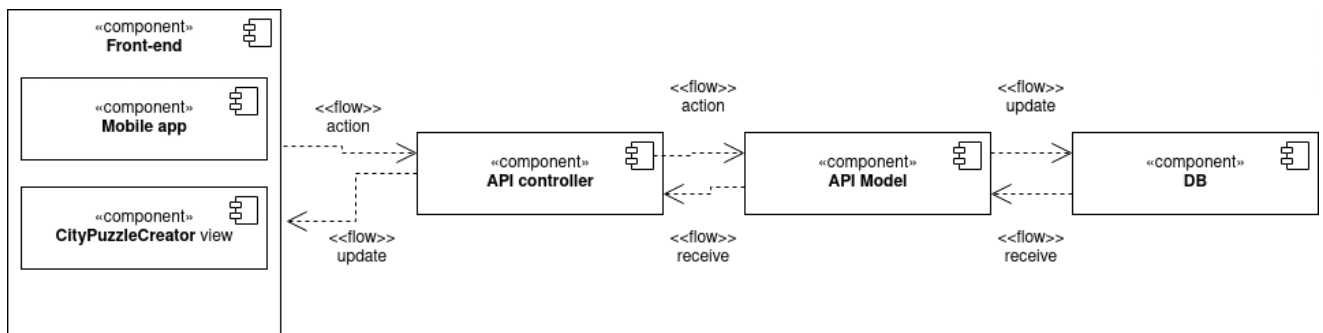 «component»
Front-end
«component»
Mobile app
«component»
CityPuzzleCreator view
<<flow>>
action
<<flow>>
update
«component»
API controller
<<flow>>
action
<<flow>>
receive
«component»
API Model
<<flow>>
update
<<flow>>
receive
«component»
DB